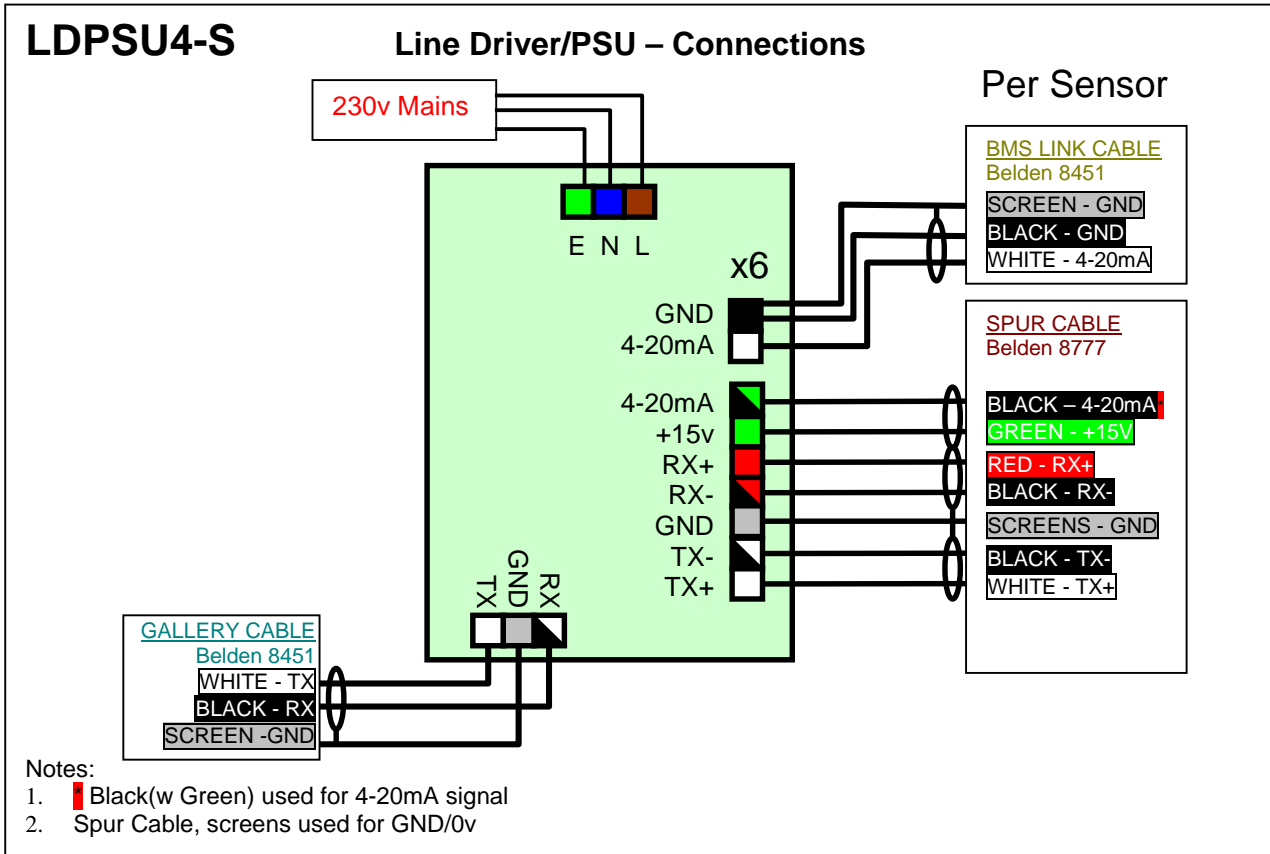 LDPSU4-S
Line Driver/PSU – Connections
230v Mains
Per Sensor
E N L
x6
GND
4-20mA
4-20mA
+15v
RX+
RX-
GND
TX-
TX+
TX
GND
RX
BMS LINK CABLE
Belden 8451
SCREEN - GND
BLACK - GND
WHITE - 4-20mA
SPUR CABLE
Belden 8777
BLACK – 4-20mA*
GREEN - +15V
RED - RX+
BLACK - RX-
SCREENS - GND
BLACK - TX-
WHITE - TX+
GALLERY CABLE
Belden 8451
WHITE - TX
BLACK - RX
SCREEN -GND
Notes:
1. * Black(w Green) used for 4-20mA signal
2. Spur Cable, screens used for GND/0v